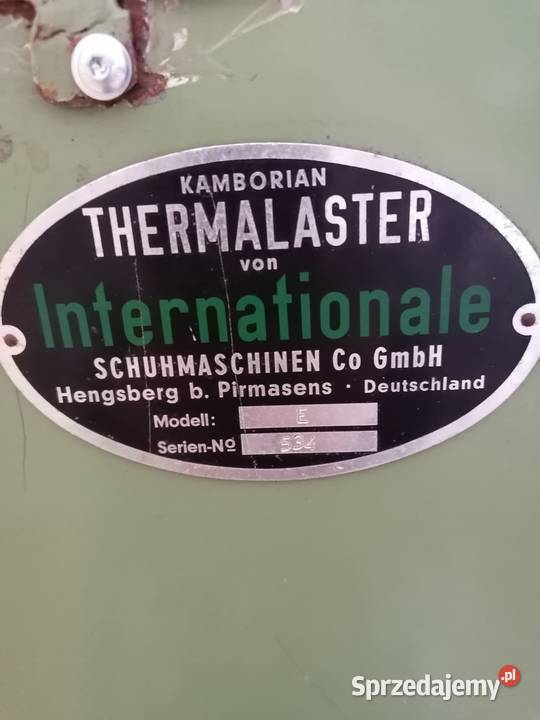 KAMBORIAN
THERMALASTER
von
Internationale
SCHUHMASCHINEN Co GmbH
Hengsberg b. Pirmasens · Deutschland
Modell: E
Serien-No 534
Sprzedajemy.pl